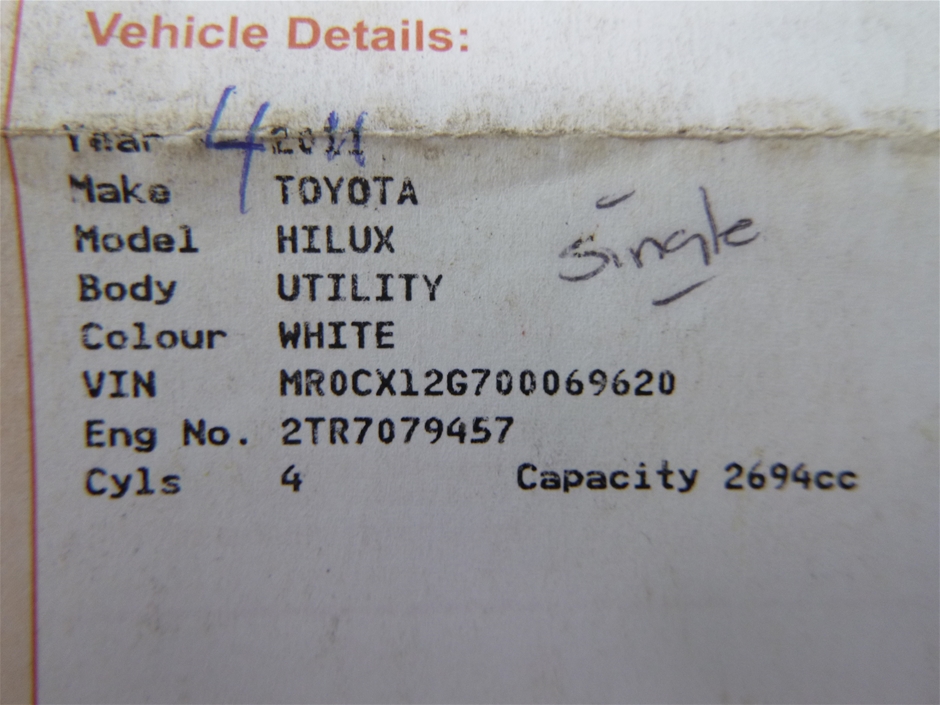 Vehicle Details:
Year 4 2011
Make TOYOTA
Model HILUX
Single
Body UTILITY
Colour WHITE
VIN MR0CX12G700069620
Eng No. 2TR7079457
Cyls 4 Capacity 2694cc